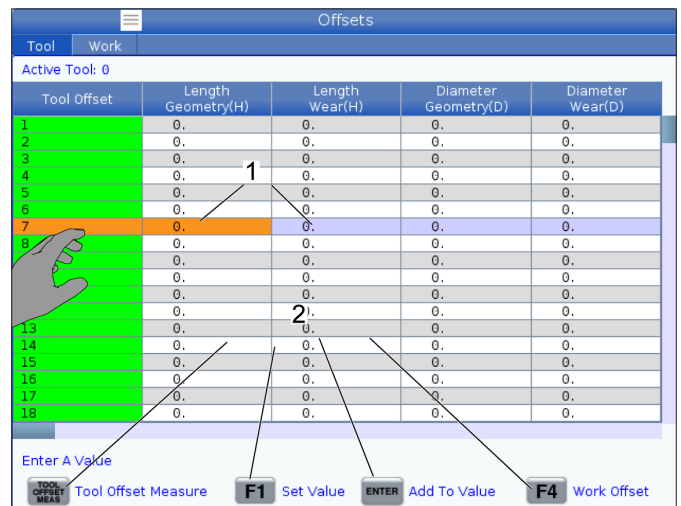 Offsets
Tool Work
Active Tool: 0
Tool Offset Length Geometry(H) Length Wear(H) Diameter Geometry(D) Diameter Wear(D)
1 0. 0. 0. 0.
2 0. 0. 0. 0.
3 0. 0. 0. 0.
4 0. 0. 0. 0.
1
5 0. 0. 0. 0.
6 0. 0. 0. 0.
7 0. 0. 0. 0.
8 0. 0. 0. 0.
0. 0. 0. 0.
0. 0. 0. 0.
0. 0. 0. 0.
0. 0. 0. 0.
2
13 0. 0. 0. 0.
14 0. 0. 0. 0.
15 0. 0. 0. 0.
16 0. 0. 0. 0.
17 0. 0. 0. 0.
18 0. 0. 0. 0.
Enter A Value
TOOL OFFSET MEAS Tool Offset Measure F1 Set Value ENTER Add To Value F4 Work Offset